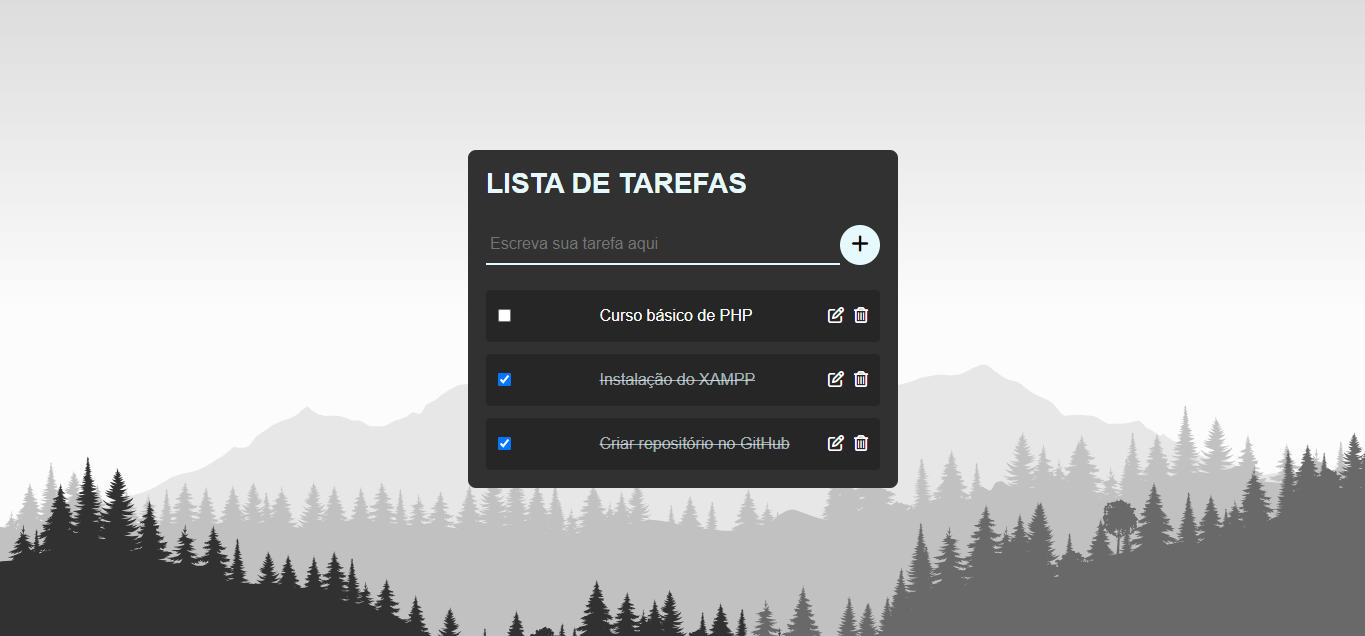 LISTA DE TAREFAS
Escreva sua tarefa aqui
Curso básico de PHP
Instalação do XAMPP
Criar repositório no GitHub